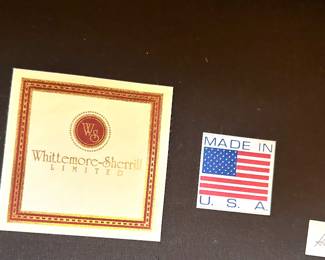 WS
Whittemore-Sherrill
LIMITED
MADE IN
U. S. A